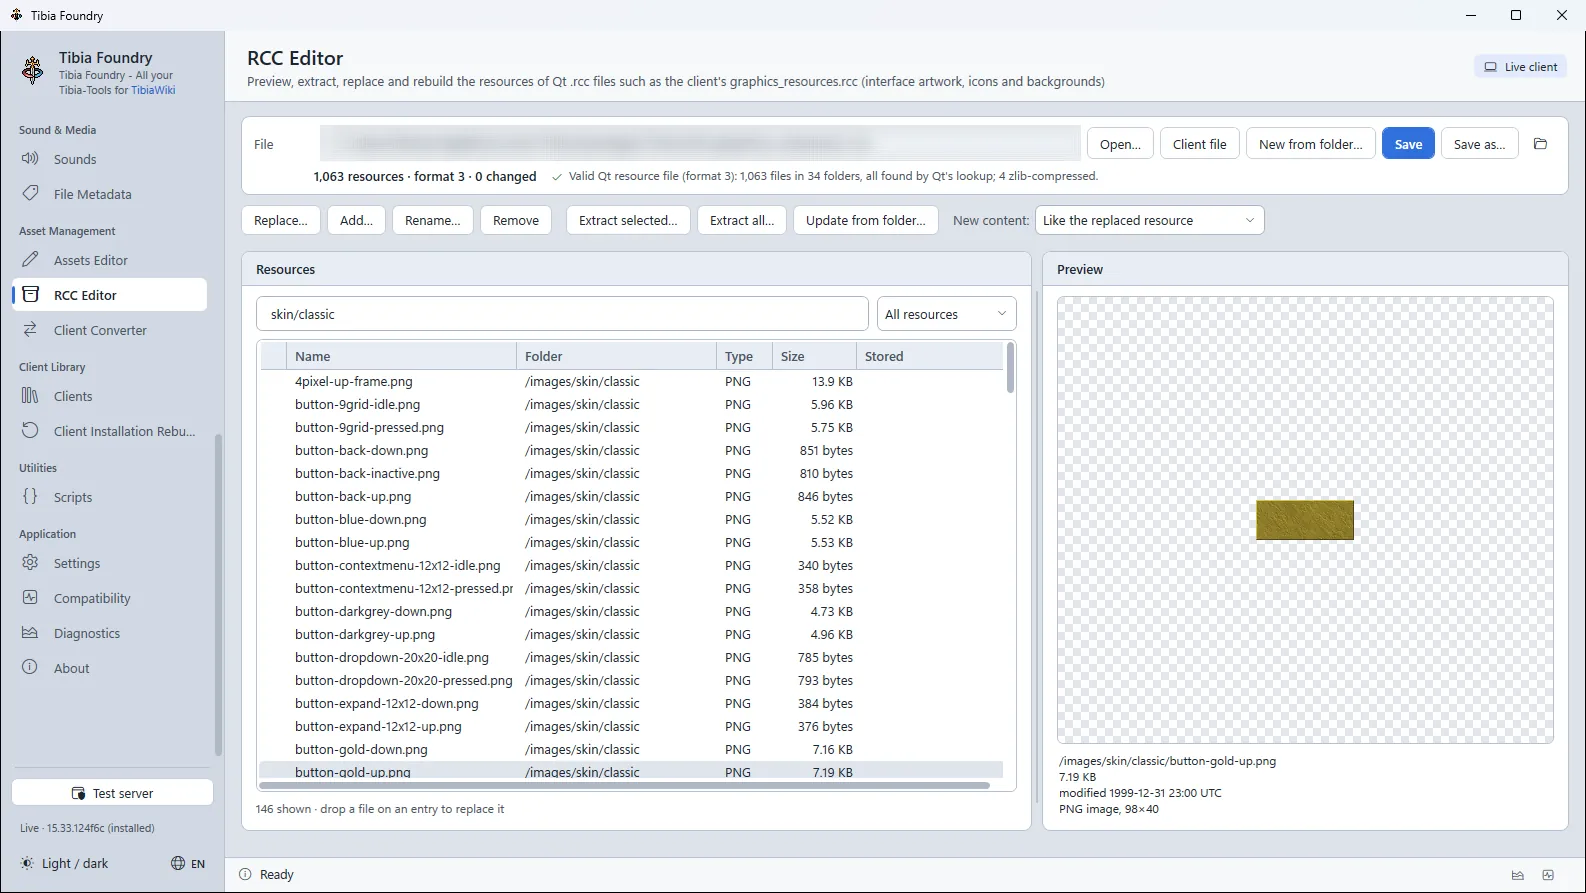 Tibia Foundry
Tibia Foundry
Tibia Foundry - All your
Tibia-Tools for TibiaWiki
Sound & Media
Sounds
File Metadata
Asset Management
Assets Editor
RCC Editor
Client Converter
Client Library
Clients
Client Installation Rebu...
Utilities
Scripts
Application
Settings
Compatibility
Diagnostics
About
Test server
Live · 15.33.124f6c (installed)
Light / dark
EN
RCC Editor
Preview, extract, replace and rebuild the resources of Qt .rcc files such as the client's graphics_resources.rcc (interface artwork, icons and backgrounds)
Live client
File
Open...
Client file
New from folder...
Save
Save as...
1,063 resources · format 3 · 0 changed
Valid Qt resource file (format 3): 1,063 files in 34 folders, all found by Qt's lookup; 4 zlib-compressed.
Replace...
Add...
Rename...
Remove
Extract selected...
Extract all...
Update from folder...
New content:
Like the replaced resource
Resources
skin/classic
All resources
Name Folder Type Size Stored
4pixel-up-frame.png /images/skin/classic PNG 13.9 KB
button-9grid-idle.png /images/skin/classic PNG 5.96 KB
button-9grid-pressed.png /images/skin/classic PNG 5.75 KB
button-back-down.png /images/skin/classic PNG 851 bytes
button-back-inactive.png /images/skin/classic PNG 810 bytes
button-back-up.png /images/skin/classic PNG 846 bytes
button-blue-down.png /images/skin/classic PNG 5.52 KB
button-blue-up.png /images/skin/classic PNG 5.53 KB
button-contextmenu-12x12-idle.png /images/skin/classic PNG 340 bytes
button-contextmenu-12x12-pressed.pr /images/skin/classic PNG 358 bytes
button-darkgrey-down.png /images/skin/classic PNG 4.73 KB
button-darkgrey-up.png /images/skin/classic PNG 4.96 KB
button-dropdown-20x20-idle.png /images/skin/classic PNG 785 bytes
button-dropdown-20x20-pressed.png /images/skin/classic PNG 793 bytes
button-expand-12x12-down.png /images/skin/classic PNG 384 bytes
button-expand-12x12-up.png /images/skin/classic PNG 376 bytes
button-gold-down.png /images/skin/classic PNG 7.16 KB
button-gold-up.png /images/skin/classic PNG 7.19 KB
146 shown · drop a file on an entry to replace it
Preview
/images/skin/classic/button-gold-up.png
7.19 KB
modified 1999-12-31 23:00 UTC
PNG image, 98×40
Ready